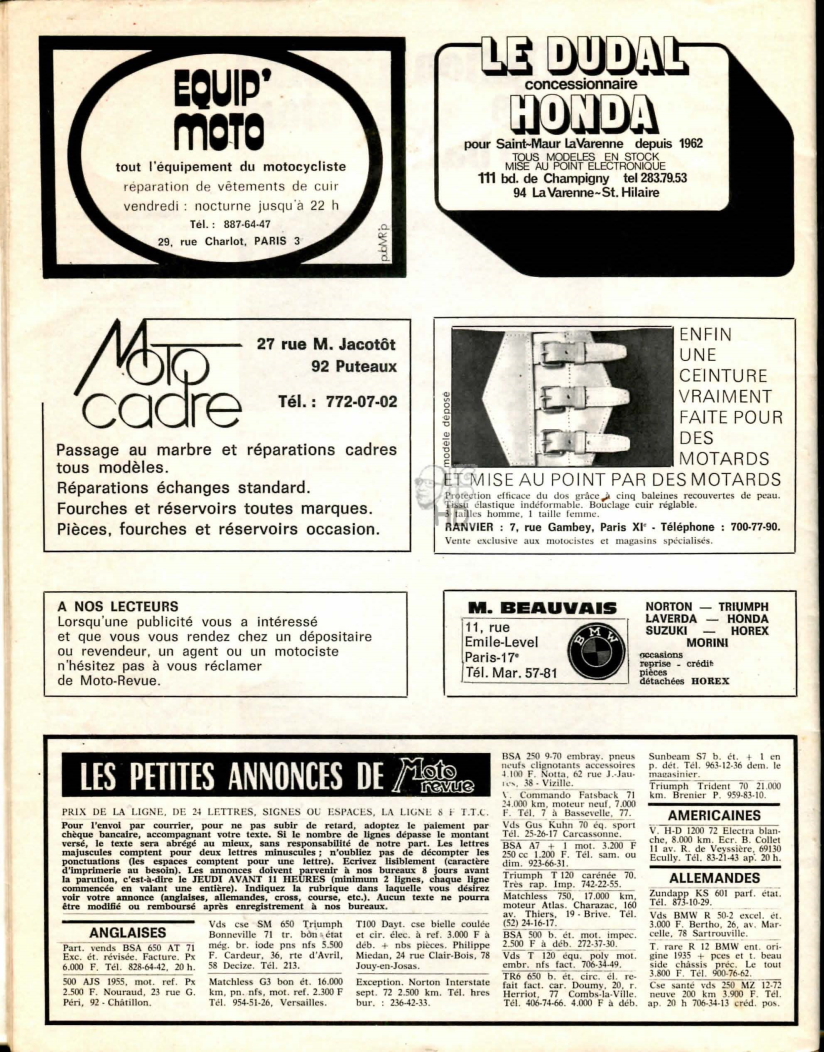 EQUIP'
MOTO
tout l'équipement du motocycliste
réparation de vêtements de cuir
vendredi : nocturne jusqu'à 22 h
Tél. : 887-64-47
29, rue Charlot, PARIS 3
LE DUDAL
concessionnaire
HONDA
pour Saint-Maur LaVarenne depuis 1962
TOUS MODELES EN STOCK
MISE AU POINT ELECTRONIQUE
111 bd. de Champigny tel 283.79.53
94 LaVarenne~St. Hilaire
Moto
cadre
27 rue M. Jacotôt
92 Puteaux
Tél. : 772-07-02
Passage au marbre et réparations cadres
tous modèles.
Réparations échanges standard.
Fourches et réservoirs toutes marques.
Pièces, fourches et réservoirs occasion.
modèle déposé
ENFIN
UNE
CEINTURE
VRAIMENT
FAITE POUR
DES
MOTARDS
ET MISE AU POINT PAR DES MOTARDS
Protection efficace du dos grâce à cinq baleines recouvertes de peau.
Tissu élastique indéformable. Bouclage cuir réglable.
tailles homme, 1 taille femme.
RANVIER : 7, rue Gambey, Paris XIe - Téléphone : 700-77-90.
Vente exclusive aux motocistes et magasins spécialisés.
A NOS LECTEURS
Lorsqu'une publicité vous a intéressé
et que vous vous rendez chez un dépositaire
ou revendeur, un agent ou un motociste
n'hésitez pas à vous réclamer
de Moto-Revue.
M. BEAUVAIS
11, rue
Emile-Level
Paris-17e
Tél. Mar. 57-81
BMW
NORTON — TRIUMPH
LAVERDA — HONDA
SUZUKI — HOREX
MORINI
occasions
reprise - crédit
pièces
détachées HOREX
LES PETITES ANNONCES DE Moto revue
PRIX DE LA LIGNE, DE 24 LETTRES, SIGNES OU ESPACES, LA LIGNE 8 F T.T.C.
Pour l'envoi par courrier, pour ne pas subir de retard, adoptez le paiement par
chèque bancaire, accompagnant votre texte. Si le nombre de lignes dépasse le montant
versé, le texte sera abrégé au mieux, sans responsabilité de notre part. Les lettres
majuscules comptent pour deux lettres minuscules ; n'oubliez pas de décompter les
ponctuations (les espaces comptent pour une lettre). Ecrivez lisiblement (caractère
d'imprimerie au besoin). Les annonces doivent parvenir à nos bureaux 8 jours avant
la parution, c'est-à-dire le JEUDI AVANT 11 HEURES (minimum 2 lignes, chaque ligne
commencée en valant une entière). Indiquez la rubrique dans laquelle vous désirez
voir votre annonce (anglaises, allemandes, cross, course, etc.). Aucun texte ne pourra
être modifié ou remboursé après enregistrement à nos bureaux.
ANGLAISES
Part. vends BSA 650 AT 71
Exc. ét. révisée. Facture. Px
6.000 F. Tél. 828-64-42, 20 h.
500 AJS 1955, mot. ref. Px
2.500 F. Nouraud, 23 rue G.
Péri, 92 - Châtillon.
Vds cse SM 650 Triumph
Bonneville 71 tr. bon état
még. br. iode pns nfs 5.500
F. Cardeur, 36, rte d'Avril,
58 Decize. Tél. 213.
Matchless G3 bon ét. 16.000
km, pn. nfs, mot. ref. 2.300 F
Tél. 954-51-26, Versailles.
T100 Dayt. cse bielle coulée
et cir. élec. à ref. 3.000 F à
déb. + nbs pièces. Philippe
Miedan, 24 rue Clair-Bois, 78
Jouy-en-Josas.
Exception. Norton Interstate
sept. 72 2.500 km. Tél. hres
bur. : 236-42-33.
BSA 250 9-70 embray. pneus
neufs clignotants accessoires
4.100 F. Notta, 62 rue J.-Jau-
rès, 38 - Vizille.
V. Commando Fatsback 71
24.000 km, moteur neuf, 7.000
F. Tél. 7 à Bassevelle, 77.
Vds Gus Kuhn 70 éq. sport
Tél. 25-26-17 Carcassonne.
BSA A7 + 1 mot. 3.200 F
250 cc 1.200 F. Tél. sam. ou
dim. 923-66-31.
Triumph T 120 carénée 70.
Très rap. Imp. 742-22-55.
Matchless 750, 17.000 km,
moteur Atlas. Charazac, 160
av. Thiers, 19 - Brive. Tél.
(52) 24-16-17.
BSA 500 b. ét. mot. impec.
2.500 F à déb. 272-37-30.
Vds T 120 équ. poly mot.
embr. nfs fact. 706-34-49.
TR6 650 b. ét. circ. él. re-
fait fact. car. Doumy, 20, r.
Herriot, 77 Combs-la-Ville.
Tél. 406-74-66. 4.000 F à déb.
Sunbeam S7 b. ét. + 1 en
p. dét. Tél. 963-12-36 dem. le
magasinier.
Triumph Trident 70 21.000
km. Brenier P. 959-83-10.
AMERICAINES
V. H-D 1200 72 Electra blan-
che, 8.000 km. Ecr. B. Collet
11 av. R. de Veyssière, 69130
Ecully. Tél. 83-21-43 ap. 20 h.
ALLEMANDES
Zundapp KS 601 parf. état.
Tél. 873-10-29.
Vds BMW R 50-2 excel. ét.
3.000 F. Bertho, 26, av. Mar-
celle, 78 Sartrouville.
T. rare R 12 BMW ent. ori-
gine 1935 + pces et t. beau
side châssis préc. Le tout
3.800 F. Tél. 900-76-62.
Cse santé vds 250 MZ 12-72
neuve 200 km 3.900 F. Tél.
ap. 20 h 706-34-13 créd. pos.